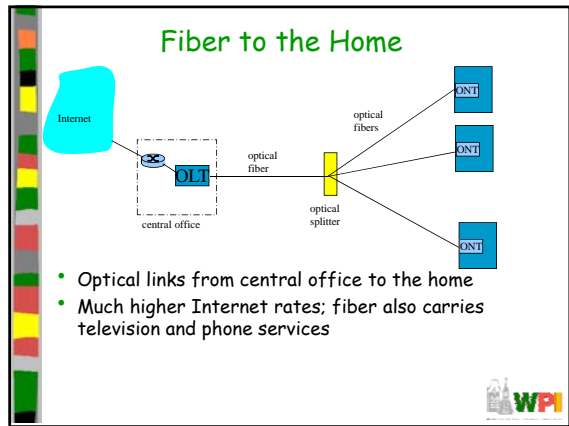 Fiber to the Home
ONT
Internet
optical
fibers
ONT
optical
fiber
OLT
optical
splitter
central office
ONT
• Optical links from central office to the home
• Much higher Internet rates; fiber also carries
television and phone services
WPI